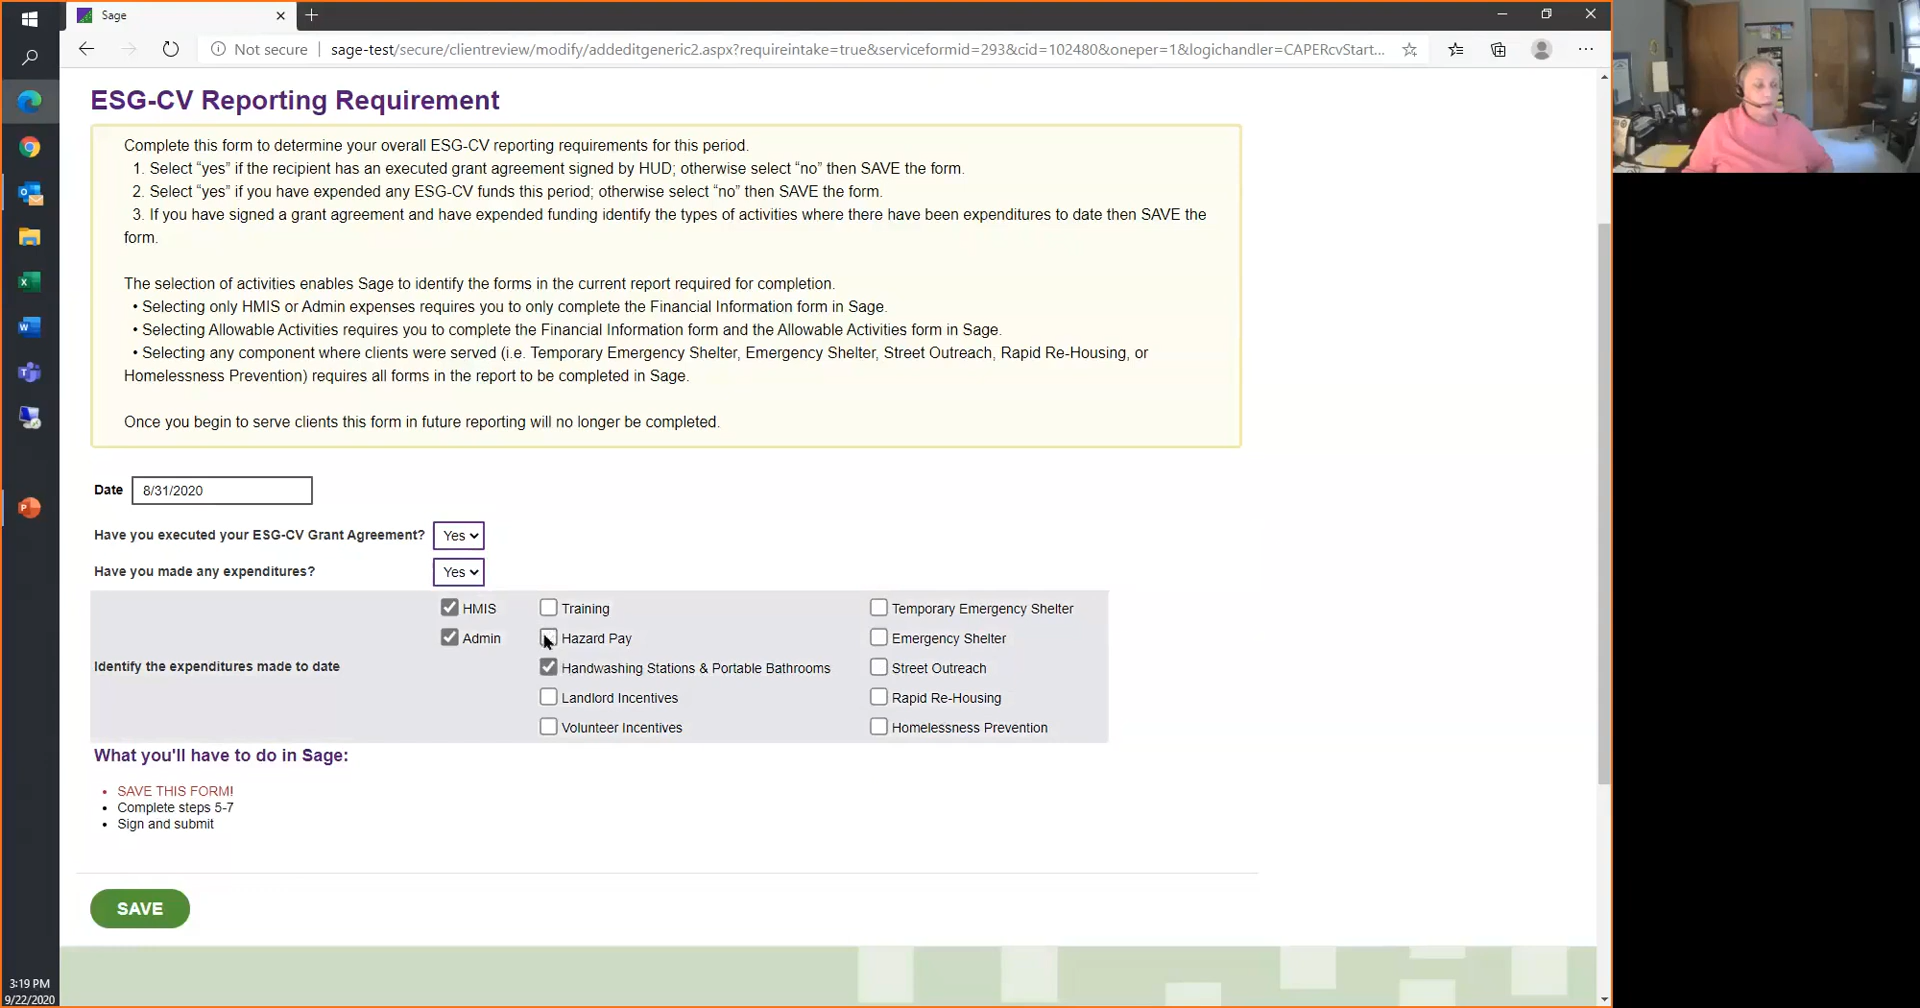 Sage
Not secure
sage-test/secure/clientreview/modify/addeditgeneric2.aspx?requireintake=true&serviceformid=293&cid=102480&oneper=1&logichandler=CAPERcvStart...
ESG-CV Reporting Requirement
Complete this form to determine your overall ESG-CV reporting requirements for this period.
1. Select “yes” if the recipient has an executed grant agreement signed by HUD; otherwise select “no” then SAVE the form.
2. Select “yes” if you have expended any ESG-CV funds this period; otherwise select “no” then SAVE the form.
3. If you have signed a grant agreement and have expended funding identify the types of activities where there have been expenditures to date then SAVE the
form.
The selection of activities enables Sage to identify the forms in the current report required for completion.
• Selecting only HMIS or Admin expenses requires you to only complete the Financial Information form in Sage.
• Selecting Allowable Activities requires you to complete the Financial Information form and the Allowable Activities form in Sage.
• Selecting any component where clients were served (i.e. Temporary Emergency Shelter, Emergency Shelter, Street Outreach, Rapid Re-Housing, or
Homelessness Prevention) requires all forms in the report to be completed in Sage.
Once you begin to serve clients this form in future reporting will no longer be completed.
Date 8/31/2020
Have you executed your ESG-CV Grant Agreement? Yes
Have you made any expenditures? Yes
HMIS Training Temporary Emergency Shelter
Admin Hazard Pay Emergency Shelter
Identify the expenditures made to date Handwashing Stations & Portable Bathrooms Street Outreach
Landlord Incentives Rapid Re-Housing
Volunteer Incentives Homelessness Prevention
What you'll have to do in Sage:
• SAVE THIS FORM!
• Complete steps 5-7
• Sign and submit
SAVE
3:19 PM
9/22/2020